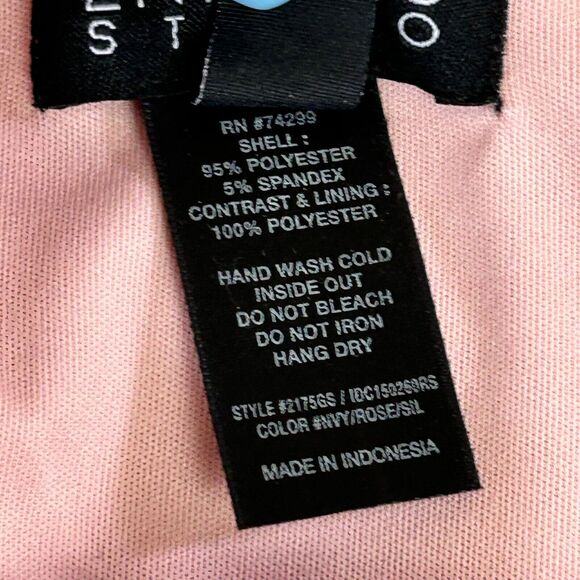 RN #74299
SHELL :
95% POLYESTER
5% SPANDEX
CONTRAST & LINING :
100% POLYESTER
HAND WASH COLD
INSIDE OUT
DO NOT BLEACH
DO NOT IRON
HANG DRY
STYLE #2175GS / IDC150260RS
COLOR #NVY/ROSE/SIL
MADE IN INDONESIA